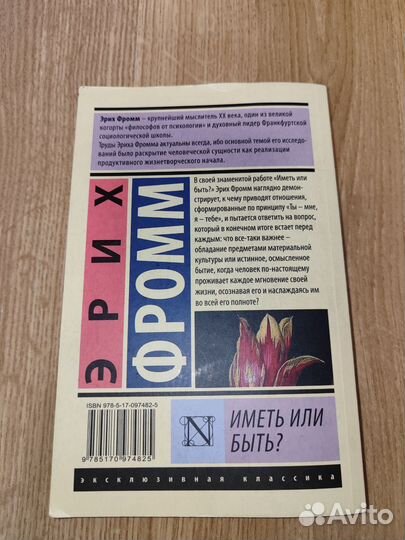 Эрих Фромм – крупнейший мыслитель XX века, один из великой
когорты «философов от психологии» и духовный лидер Франкфуртской
социологической школы.
Труды Эриха Фромма актуальны всегда, ибо основной темой его исследо-
ваний было раскрытие человеческой сущности как реализации
продуктивного жизнетворческого начала.
ЭРИХ
ФРОММ
В своей знаменитой работе «Иметь или
быть?» Эрих Фромм наглядно демон-
стрирует, к чему приводят отношения,
сформированные по принципу «Ты – мне,
я – тебе», и пытается ответить на вопрос,
который в конечном итоге встает перед
каждым: что все-таки важнее –
обладание предметами материальной
культуры или истинное, осмысленное
бытие, когда человек по-настоящему
проживает каждое мгновение своей
жизни, осознавая его и наслаждаясь им
во всей его полноте?
ISBN 978-5-17-097482-5
9 785170 974825
N
ИМЕТЬ ИЛИ
БЫТЬ?
эксклюзивная классика
Avito